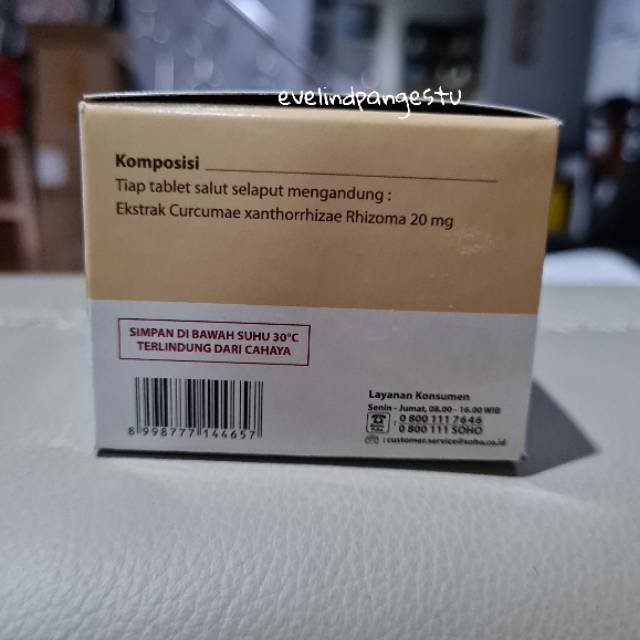 evelindpangestu
Komposisi
Tiap tablet salut selaput mengandung :
Ekstrak Curcumae xanthorrhizae Rhizoma 20 mg
SIMPAN DI BAWAH SUHU 30°C
TERLINDUNG DARI CAHAYA
8 998777 144657
Layanan Konsumen
Senin - Jumat, 08.00 - 16.00 WIB
: 0 800 111 7646
0 800 111 SOHO
: customer.service@soho.co.id